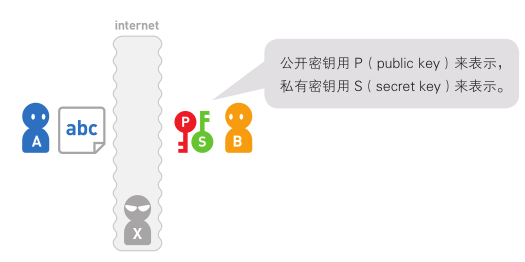 internet
公开密钥用 P（public key）来表示，
私有密钥用 S（secret key）来表示。
A
abc
P
S
B
X